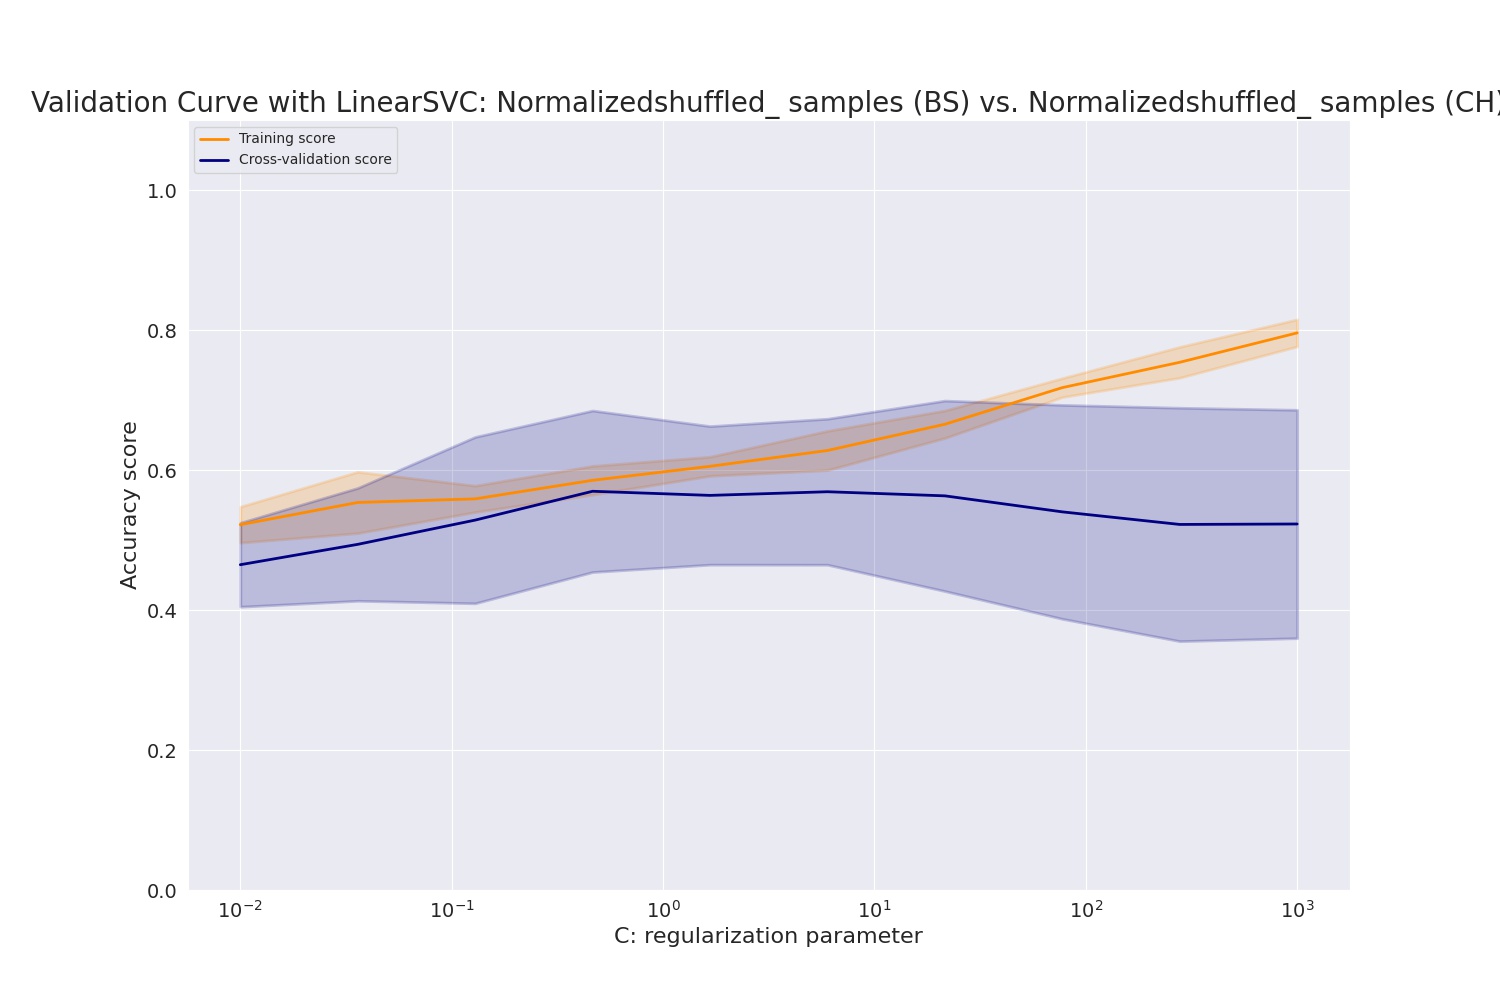 Validation Curve with LinearSVC: Normalizedshuffled_ samples (BS) vs. Normalizedshuffled_ samples (CH)
Training score
Cross-validation score
1.0
0.8
0.6
0.4
0.2
0.0
Accuracy score
10⁻² 10⁻¹ 10⁰ 10¹ 10² 10³
C: regularization parameter